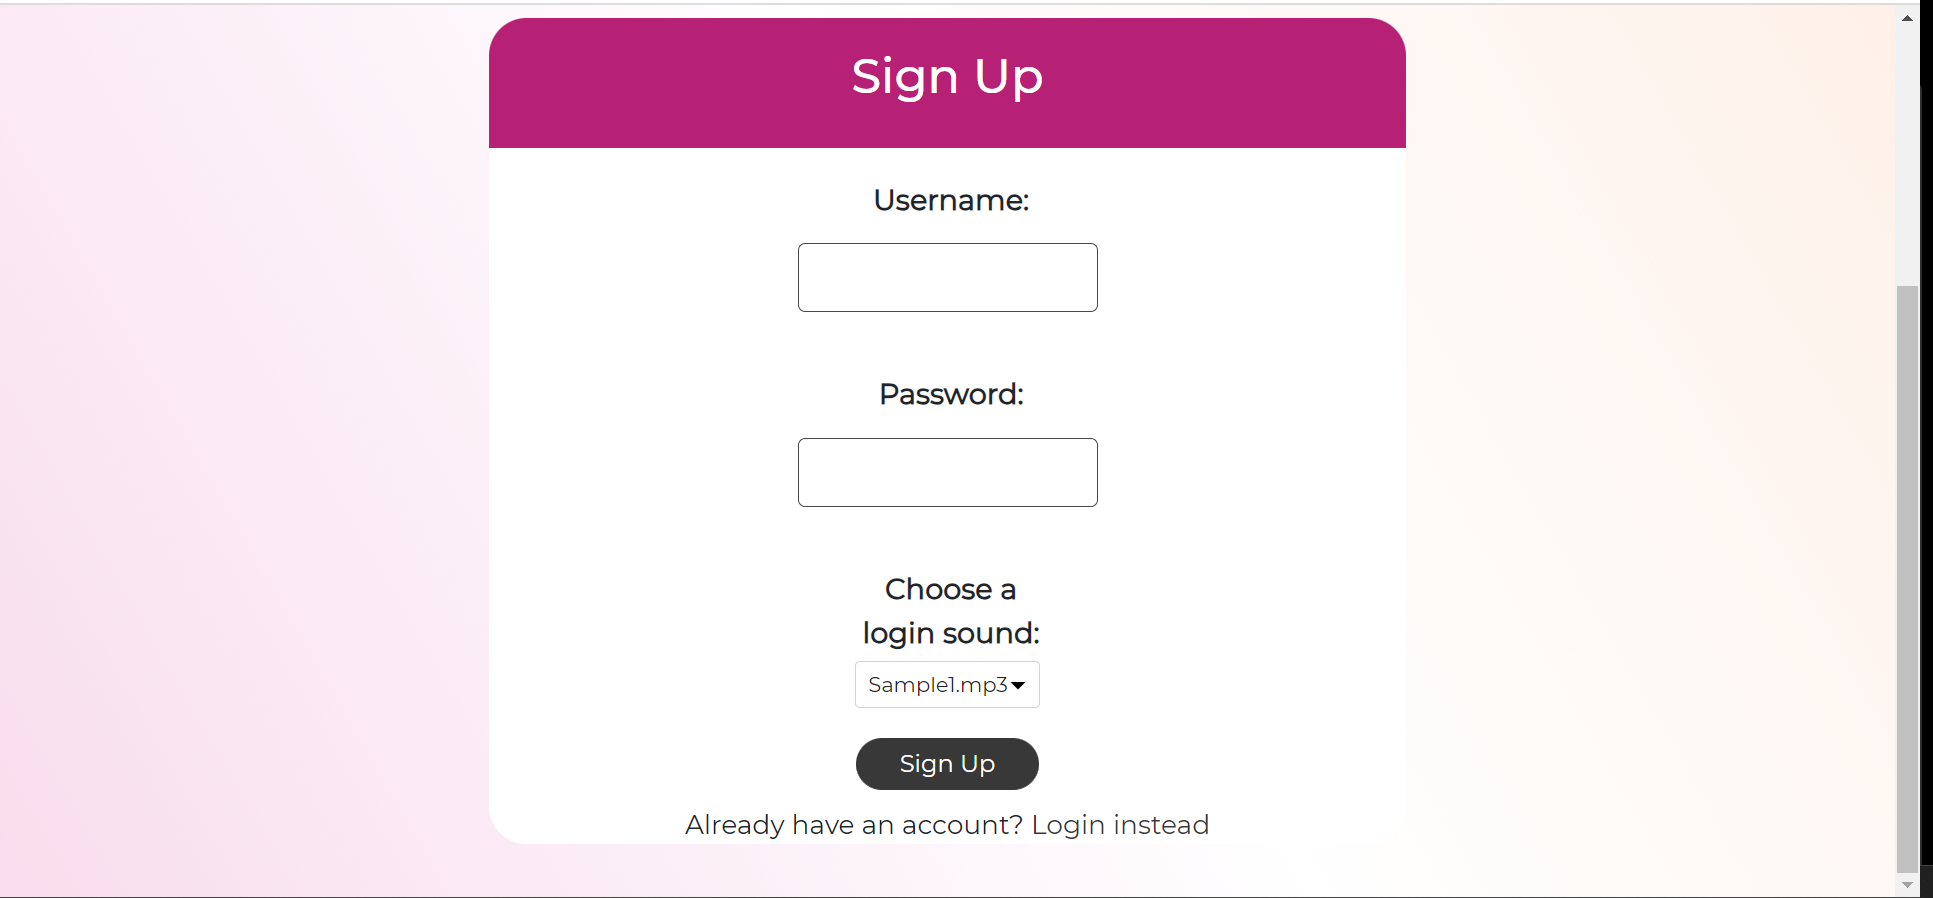 Sign Up
Username:
Password:
Choose a
login sound:
Sample1.mp3
Sign Up
Already have an account? Login instead